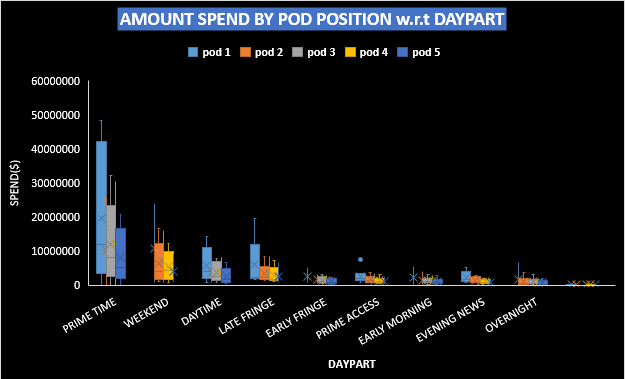 AMOUNT SPEND BY POD POSITION w.r.t DAYPART
pod 1 pod 2 pod 3 pod 4 pod 5
60000000
50000000
40000000
30000000
20000000
10000000
0
SPEND($)
PRIME TIME
WEEKEND
DAYTIME
LATE FRINGE
EARLY FRINGE
PRIME ACCESS
EARLY MORNING
EVENING NEWS
OVERNIGHT
DAYPART